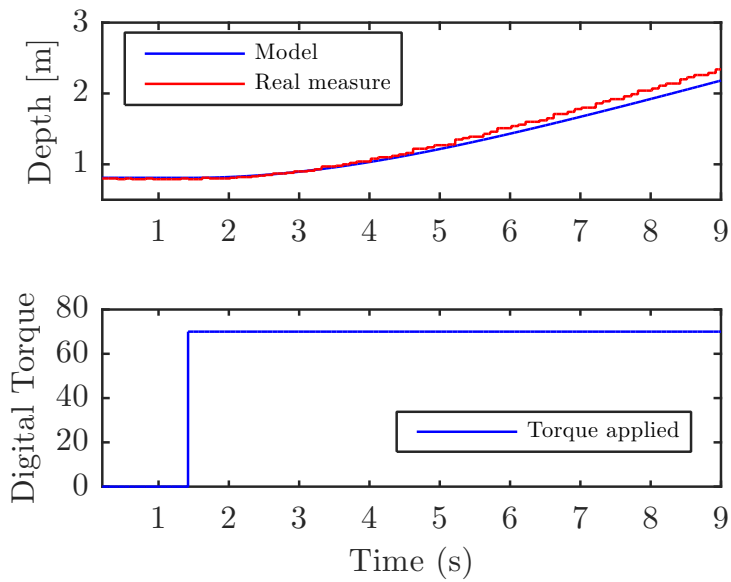 3
2
1
Depth [m]
Model
Real measure
1 2 3 4 5 6 7 8 9
80
60
40
20
0
Digital Torque
Torque applied
1 2 3 4 5 6 7 8 9
Time (s)